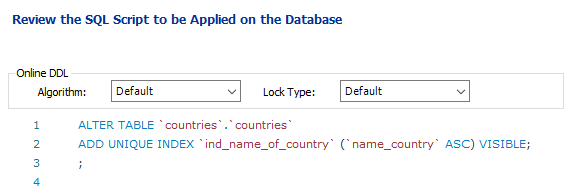 Review the SQL Script to be Applied on the Database
Online DDL
Algorithm: Default Lock Type: Default
1 ALTER TABLE `countries`.`countries`
2 ADD UNIQUE INDEX `ind_name_of_country` (`name_country` ASC) VISIBLE;
3 ;
4